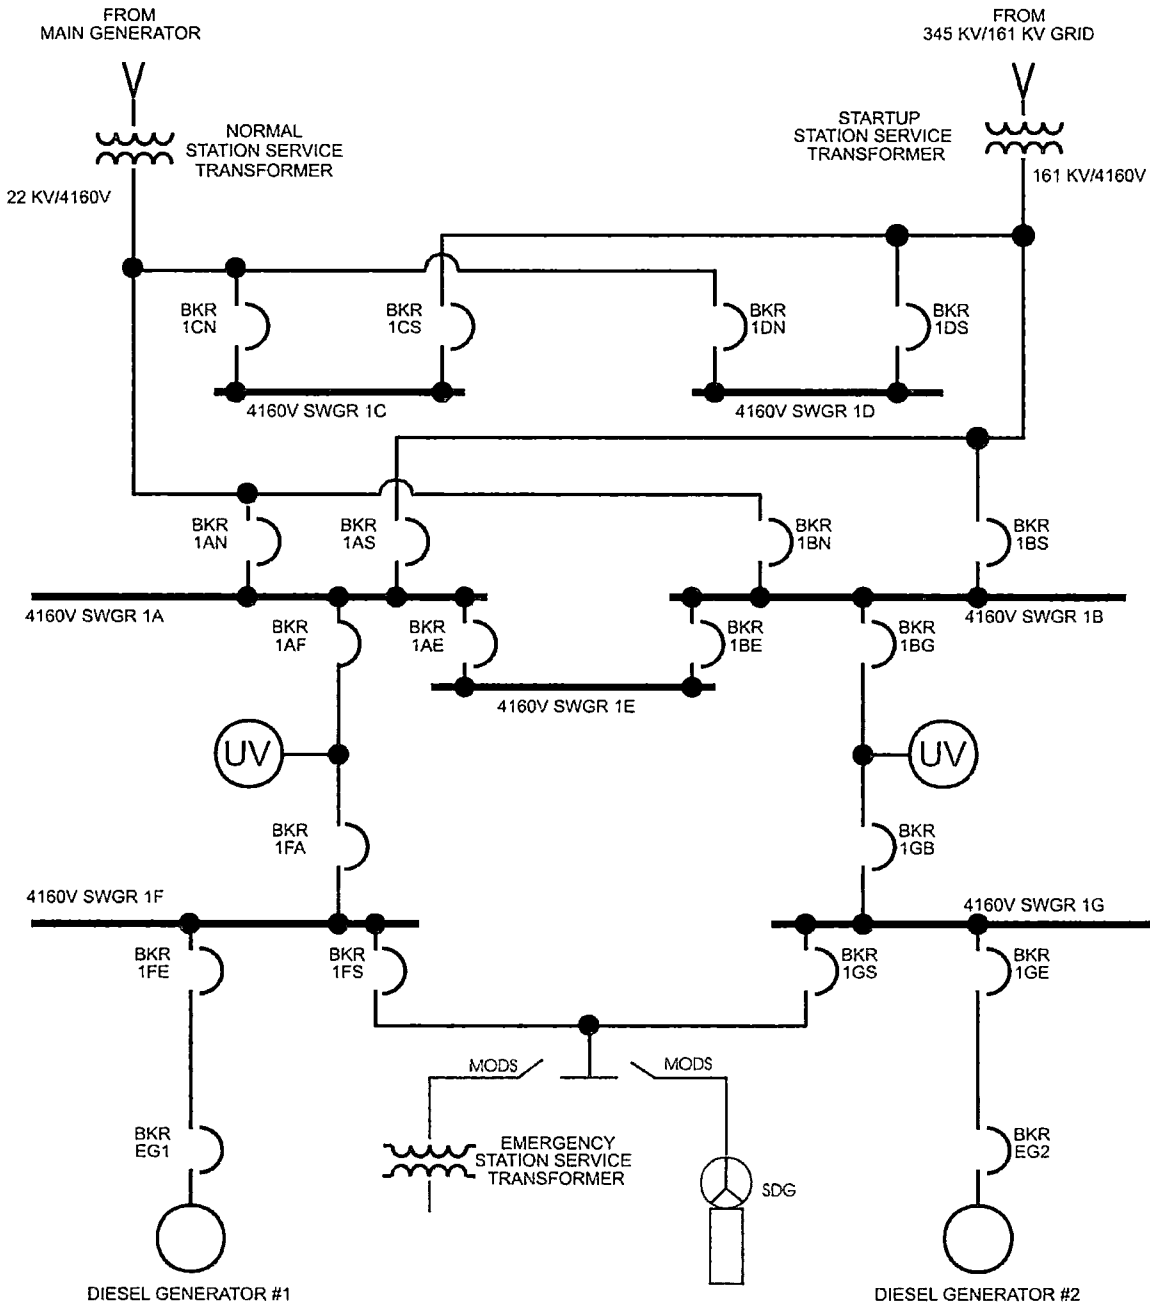 FROM
MAIN GENERATOR
FROM
345 KV/161 KV GRID
NORMAL
STATION SERVICE
TRANSFORMER
STARTUP
STATION SERVICE
TRANSFORMER
22 KV/4160V
161 KV/4160V
BKR
1CN
BKR
1CS
BKR
1DN
BKR
1DS
4160V SWGR 1C
4160V SWGR 1D
BKR
1AN
BKR
1AS
BKR
1BN
BKR
1BS
4160V SWGR 1A
4160V SWGR 1B
BKR
1AF
BKR
1AE
BKR
1BE
BKR
1BG
4160V SWGR 1E
UV
UV
BKR
1FA
BKR
1GB
4160V SWGR 1F
4160V SWGR 1G
BKR
1FE
BKR
1FS
BKR
1GS
BKR
1GE
MODS
MODS
BKR
EG1
EMERGENCY
STATION SERVICE
TRANSFORMER
SDG
BKR
EG2
DIESEL GENERATOR #1
DIESEL GENERATOR #2